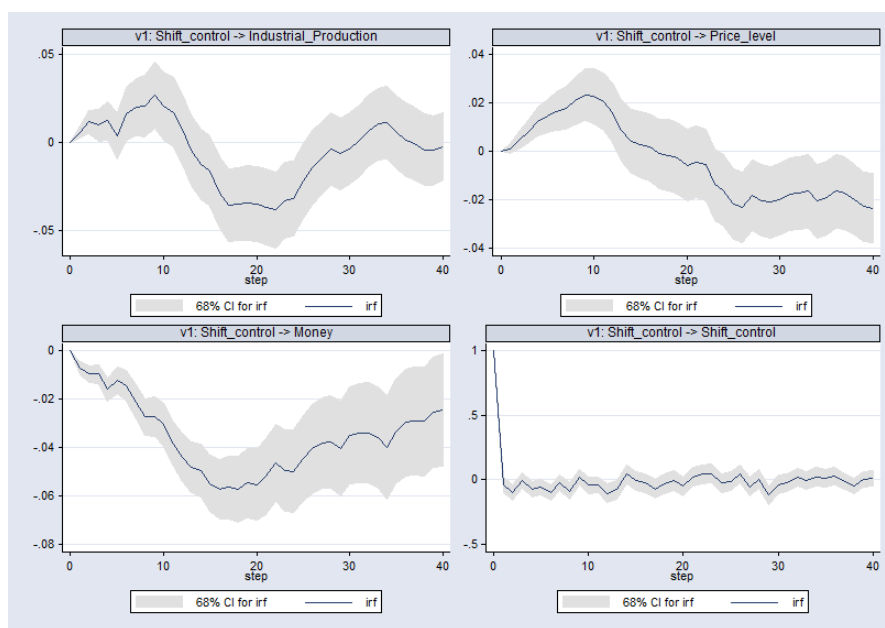 v1: Shift_control -> Industrial_Production
.05
0
-.05
0 10 20 30 40
step
68% CI for irf irf
v1: Shift_control -> Price_level
.04
.02
0
-.02
-.04
0 10 20 30 40
step
68% CI for irf irf
v1: Shift_control -> Money
0
-.02
-.04
-.06
-.08
0 10 20 30 40
step
68% CI for irf irf
v1: Shift_control -> Shift_control
1
.5
0
-.5
0 10 20 30 40
step
68% CI for irf irf